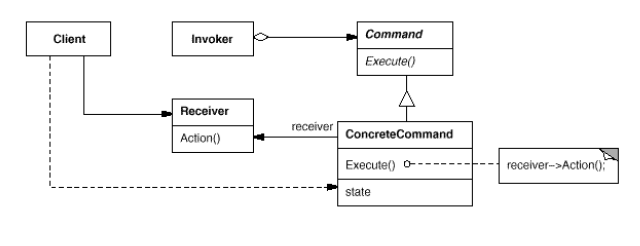 Client
Invoker
Command
Execute()
Receiver
Action()
receiver
ConcreteCommand
Execute()
receiver->Action();
state